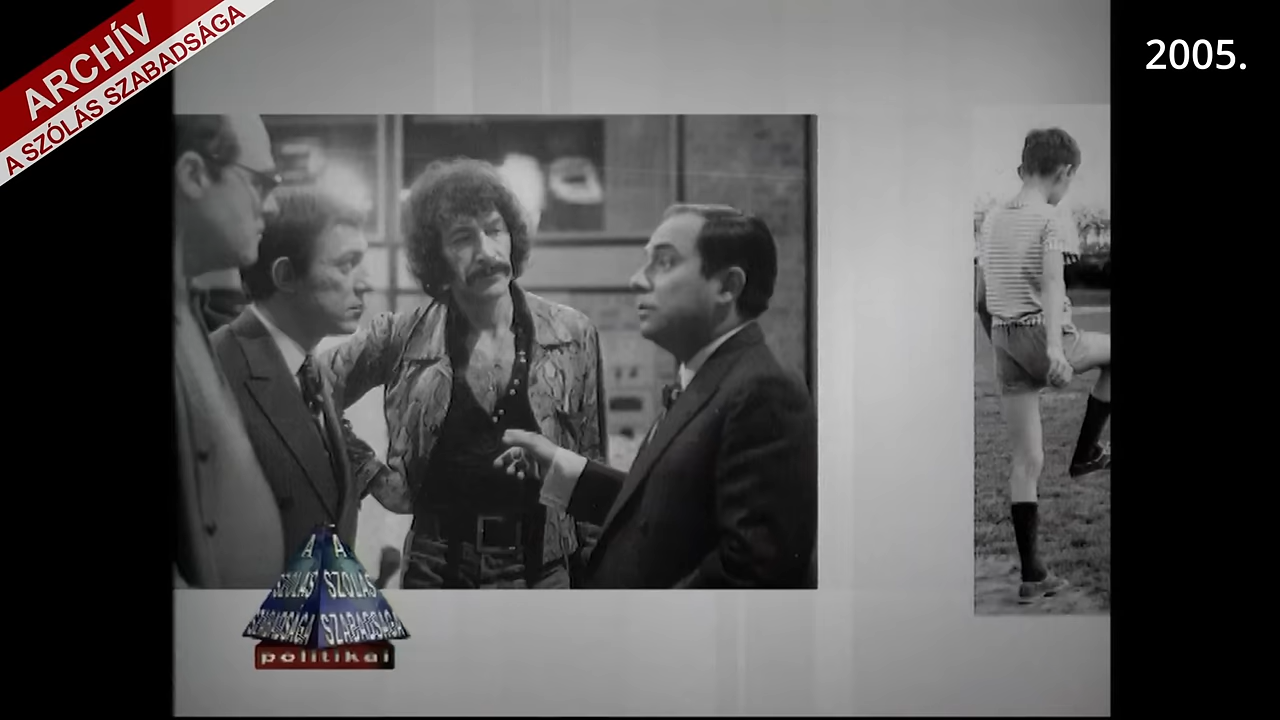 ARCHÍV
A SZÓLÁS SZABADSÁGA
2005.
A A
SZÓLÁS SZÓLÁS
SZABADSÁGA SZABADSÁGA
politikai